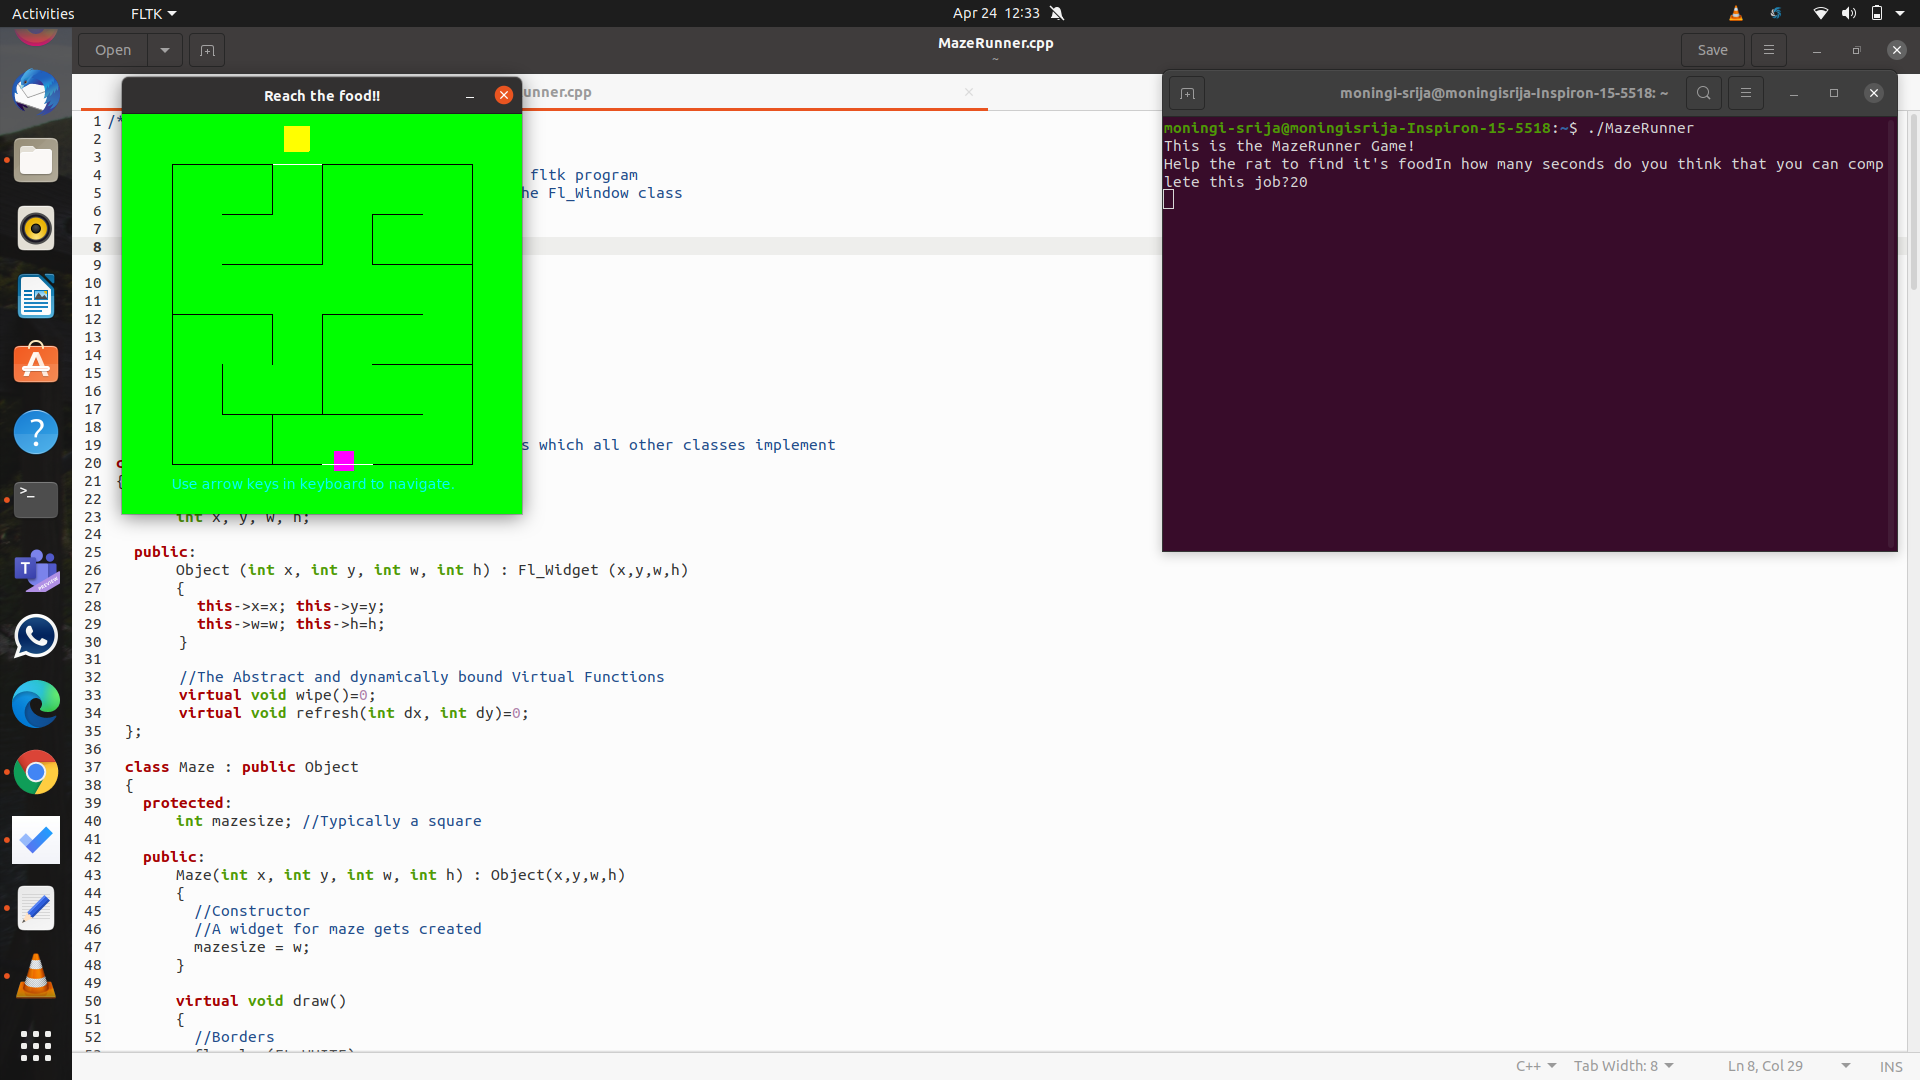 Activities
FLTK
Apr 24 12:33
Open
MazeRunner.cpp
~
Save
unner.cpp
Reach the food!!
Use arrow keys in keyboard to navigate.
moningi-srija@moningisrija-Inspiron-15-5518: ~
moningi-srija@moningisrija-Inspiron-15-5518:~$ ./MazeRunner
This is the MazeRunner Game!
Help the rat to find it's foodIn how many seconds do you think that you can comp
lete this job?20
1 /*
2
3
4 fltk program
5 he Fl_Window class
6
7
8
9
10
11
12
13
14
15
16
17
18
19 s which all other classes implement
20 c
21 {
22
23 int x, y, w, h;
24
25 public:
26 Object (int x, int y, int w, int h) : Fl_Widget (x,y,w,h)
27 {
28 this->x=x; this->y=y;
29 this->w=w; this->h=h;
30 }
31
32 //The Abstract and dynamically bound Virtual Functions
33 virtual void wipe()=0;
34 virtual void refresh(int dx, int dy)=0;
35 };
36
37 class Maze : public Object
38 {
39 protected:
40 int mazesize; //Typically a square
41
42 public:
43 Maze(int x, int y, int w, int h) : Object(x,y,w,h)
44 {
45 //Constructor
46 //A widget for maze gets created
47 mazesize = w;
48 }
49
50 virtual void draw()
51 {
52 //Borders
C++
Tab Width: 8
Ln 8, Col 29
INS